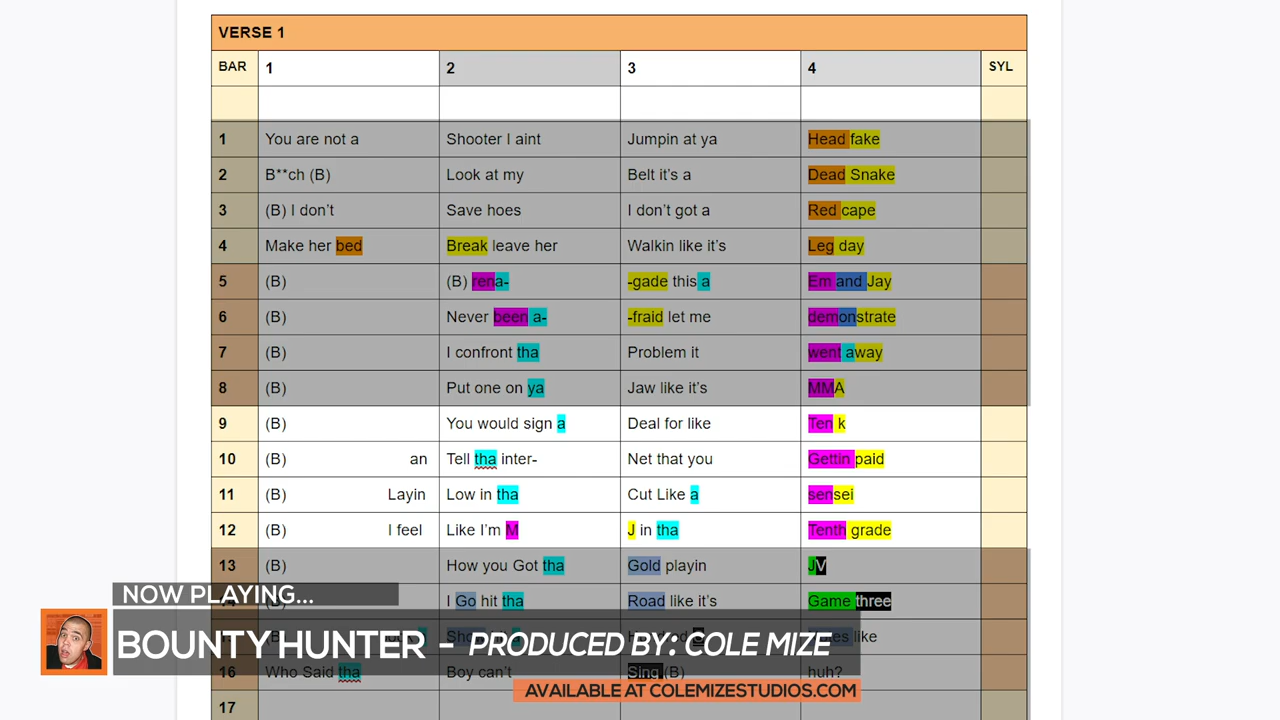 VERSE 1
BAR 1 2 3 4 SYL
1 You are not a Shooter I aint Jumpin at ya Head fake
2 B**ch (B) Look at my Belt it's a Dead Snake
3 (B) I don't Save hoes I don't got a Red cape
4 Make her bed Break leave her Walkin like it's Leg day
5 (B) (B) rena- -gade this a Em and Jay
6 (B) Never been a- -fraid let me demonstrate
7 (B) I confront tha Problem it went away
8 (B) Put one on ya Jaw like it's MMA
9 (B) You would sign a Deal for like Ten k
10 (B) an Tell tha inter- Net that you Gettin paid
11 (B) Layin Low in tha Cut Like a sensei
12 (B) I feel Like I'm M J in tha Tenth grade
13 (B) How you Got tha Gold playin JV
14 I Go hit tha Road like it's Game three
like
16 Who Said tha Boy can't Sing (B) huh?
17
NOW PLAYING...
BOUNTY HUNTER - PRODUCED BY: COLE MIZE
AVAILABLE AT COLEMIZESTUDIOS.COM